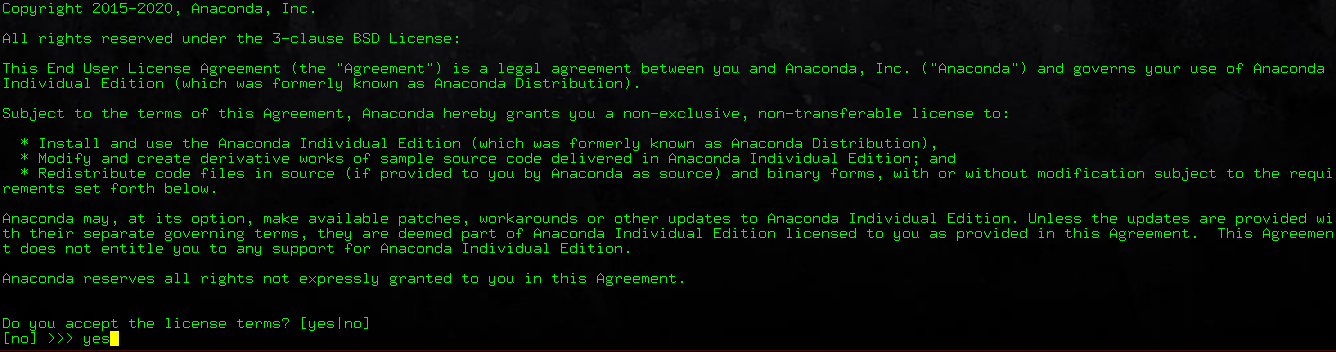 Copyright 2015-2020, Anaconda, Inc.
All rights reserved under the 3-clause BSD License:
This End User License Agreement (the "Agreement") is a legal agreement between you and Anaconda, Inc. ("Anaconda") and governs your use of Anaconda
Individual Edition (which was formerly known as Anaconda Distribution).
Subject to the terms of this Agreement, Anaconda hereby grants you a non-exclusive, non-transferable license to:
* Install and use the Anaconda Individual Edition (which was formerly known as Anaconda Distribution),
* Modify and create derivative works of sample source code delivered in Anaconda Individual Edition; and
* Redistribute code files in source (if provided to you by Anaconda as source) and binary forms, with or without modification subject to the requi
rements set forth below.
Anaconda may, at its option, make available patches, workarounds or other updates to Anaconda Individual Edition. Unless the updates are provided wi
th their separate governing terms, they are deemed part of Anaconda Individual Edition licensed to you as provided in this Agreement.  This Agreemen
t does not entitle you to any support for Anaconda Individual Edition.
Anaconda reserves all rights not expressly granted to you in this Agreement.
Do you accept the license terms? [yes|no]
[no] >>> yes